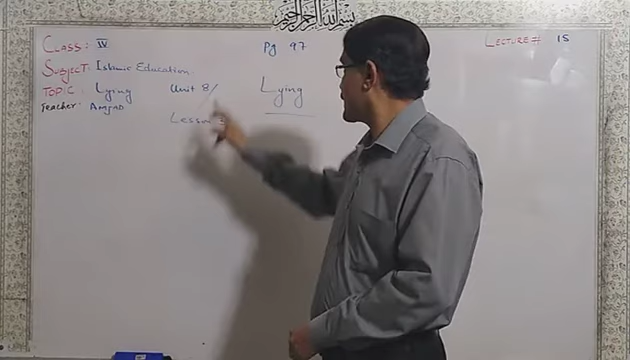 بسم الله الرحمن الرحيم
CLASS: IV
Pg 97
LECTURE# 15
SUBJECT: Islamic Education
TOPIC: Lying
Unit 8/
Lying
Teacher: AMJAD
Lesson